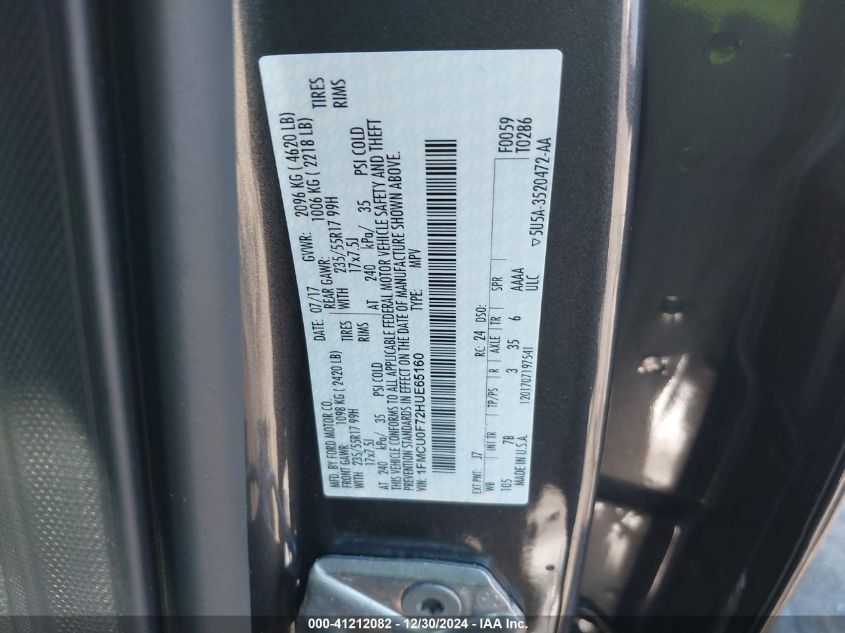 MFD. BY FORD MOTOR CO.
DATE: 07/17 GVWR: 2096 KG ( 4620 LB)
FRONT GAWR: 1098 KG ( 2420 LB) REAR GAWR: 1006 KG ( 2218 LB)
WITH 235/55R17 99H TIRES WITH 235/55R17 99H TIRES
17x7.5J RIMS 17x7.5J RIMS
AT 240 kPa/ 35 PSI COLD AT 240 kPa/ 35 PSI COLD
THIS VEHICLE CONFORMS TO ALL APPLICABLE FEDERAL MOTOR VEHICLE SAFETY AND THEFT
PREVENTION STANDARDS IN EFFECT ON THE DATE OF MANUFACTURE SHOWN ABOVE.
VIN: 1FMCU0F72HUE65160 TYPE: MPV
F0059
T0286
EXT PNT: J7 RC: 24 DSO:
WB INT TR TP/PS R AXLE TR SPR
105 7B 3 35 6 AAAA
MADE IN U.S.A. 1201707197541 ULC
▽ 5U5A-3520472-AA
000-41212082 - 12/30/2024 - IAA Inc.